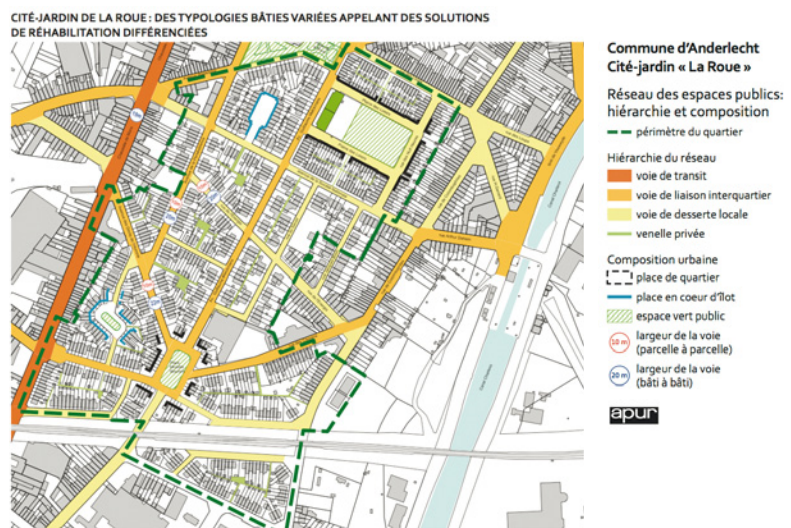 CITÉ-JARDIN DE LA ROUE : DES TYPOLOGIES BÂTIES VARIÉES APPELANT DES SOLUTIONS
DE RÉHABILITATION DIFFÉRENCIÉES
Commune d'Anderlecht
Cité-jardin « La Roue »
Réseau des espaces publics:
hiérarchie et composition
périmètre du quartier
Hiérarchie du réseau
voie de transit
voie de liaison interquartier
voie de desserte locale
venelle privée
Composition urbaine
place de quartier
place en coeur d'îlot
espace vert public
10 m
largeur de la voie
(parcelle à parcelle)
20 m
largeur de la voie
(bâti à bâti)
apur